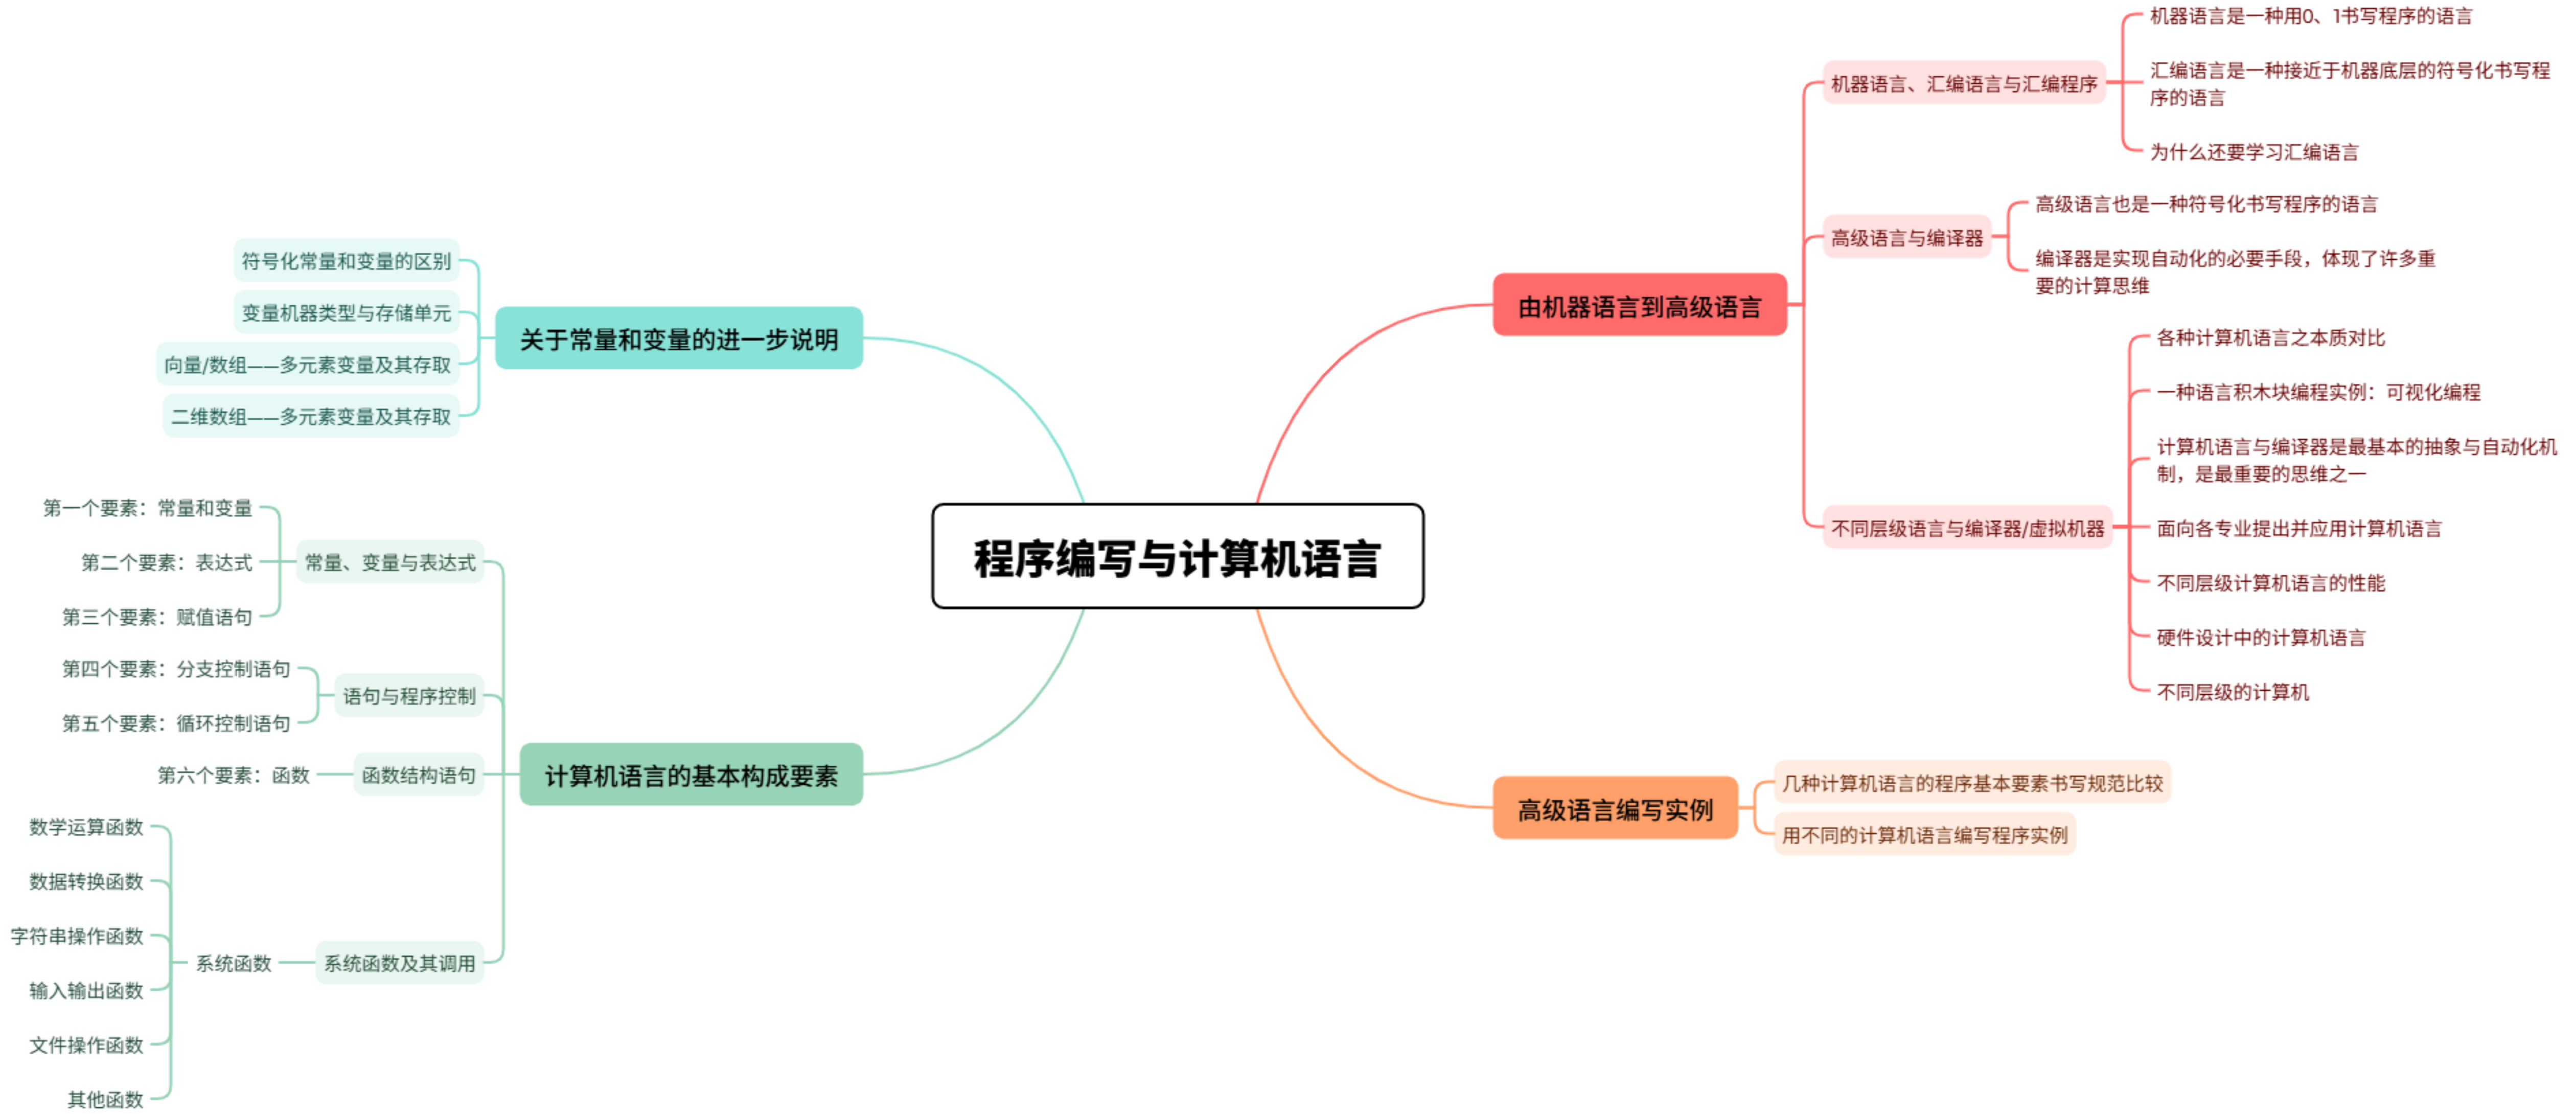 程序编写与计算机语言
由机器语言到高级语言
机器语言、汇编语言与汇编程序
机器语言是一种用0、1书写程序的语言
汇编语言是一种接近于机器底层的符号化书写程
序的语言
为什么还要学习汇编语言
高级语言与编译器
高级语言也是一种符号化书写程序的语言
编译器是实现自动化的必要手段，体现了许多重
要的计算思维
不同层级语言与编译器/虚拟机器
各种计算机语言之本质对比
一种语言积木块编程实例：可视化编程
计算机语言与编译器是最基本的抽象与自动化机
制，是最重要的思维之一
面向各专业提出并应用计算机语言
不同层级计算机语言的性能
硬件设计中的计算机语言
不同层级的计算机
高级语言编写实例
几种计算机语言的程序基本要素书写规范比较
用不同的计算机语言编写程序实例
关于常量和变量的进一步说明
符号化常量和变量的区别
变量机器类型与存储单元
向量/数组——多元素变量及其存取
二维数组——多元素变量及其存取
计算机语言的基本构成要素
常量、变量与表达式
第一个要素：常量和变量
第二个要素：表达式
第三个要素：赋值语句
语句与程序控制
第四个要素：分支控制语句
第五个要素：循环控制语句
函数结构语句
第六个要素：函数
系统函数及其调用
系统函数
数学运算函数
数据转换函数
字符串操作函数
输入输出函数
文件操作函数
其他函数